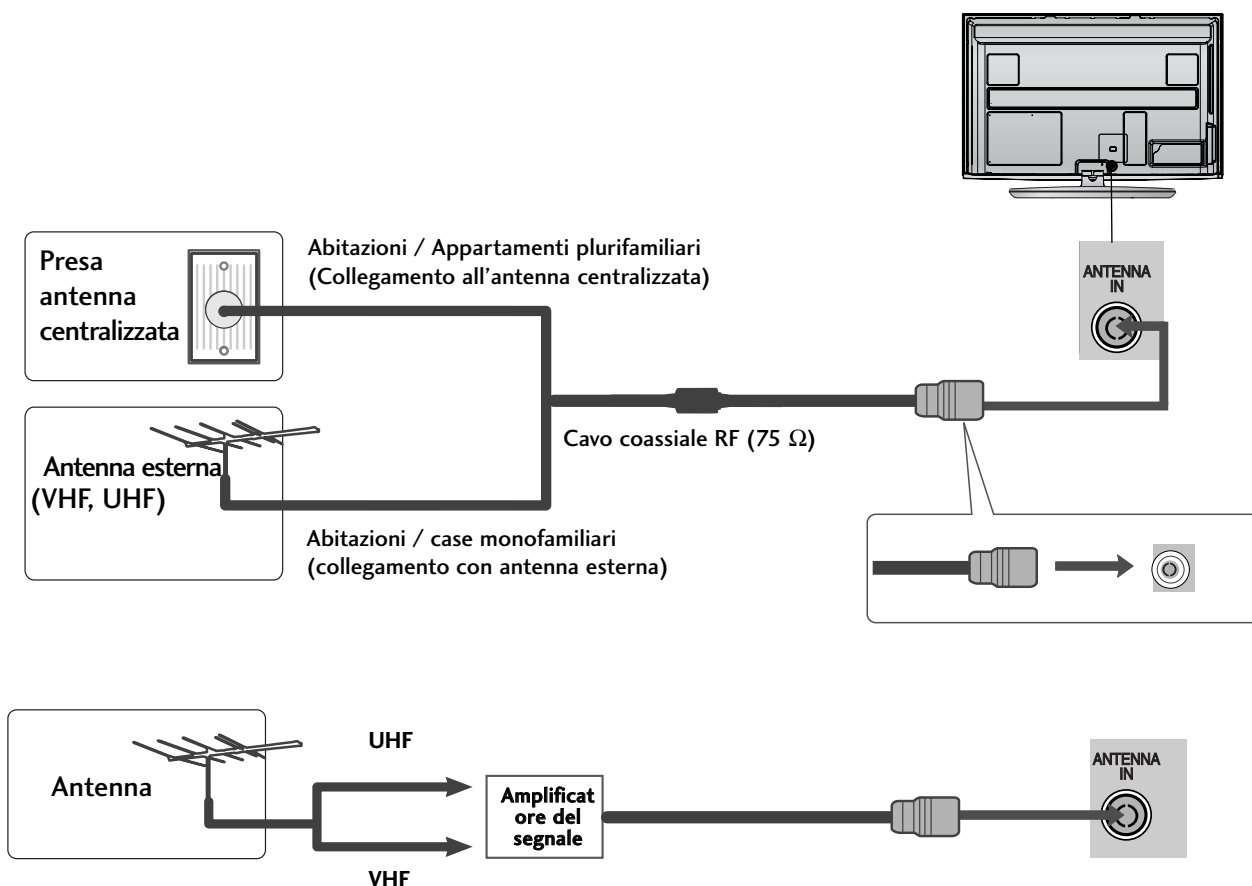 Presa
antenna
centralizzata
Abitazioni / Appartamenti plurifamiliari
(Collegamento all’antenna centralizzata)
ANTENNA
IN
Antenna esterna
(VHF, UHF)
Cavo coassiale RF (75 Ω)
Abitazioni / case monofamiliari
(collegamento con antenna esterna)
Antenna
UHF
VHF
Amplificat
ore del
segnale
ANTENNA
IN